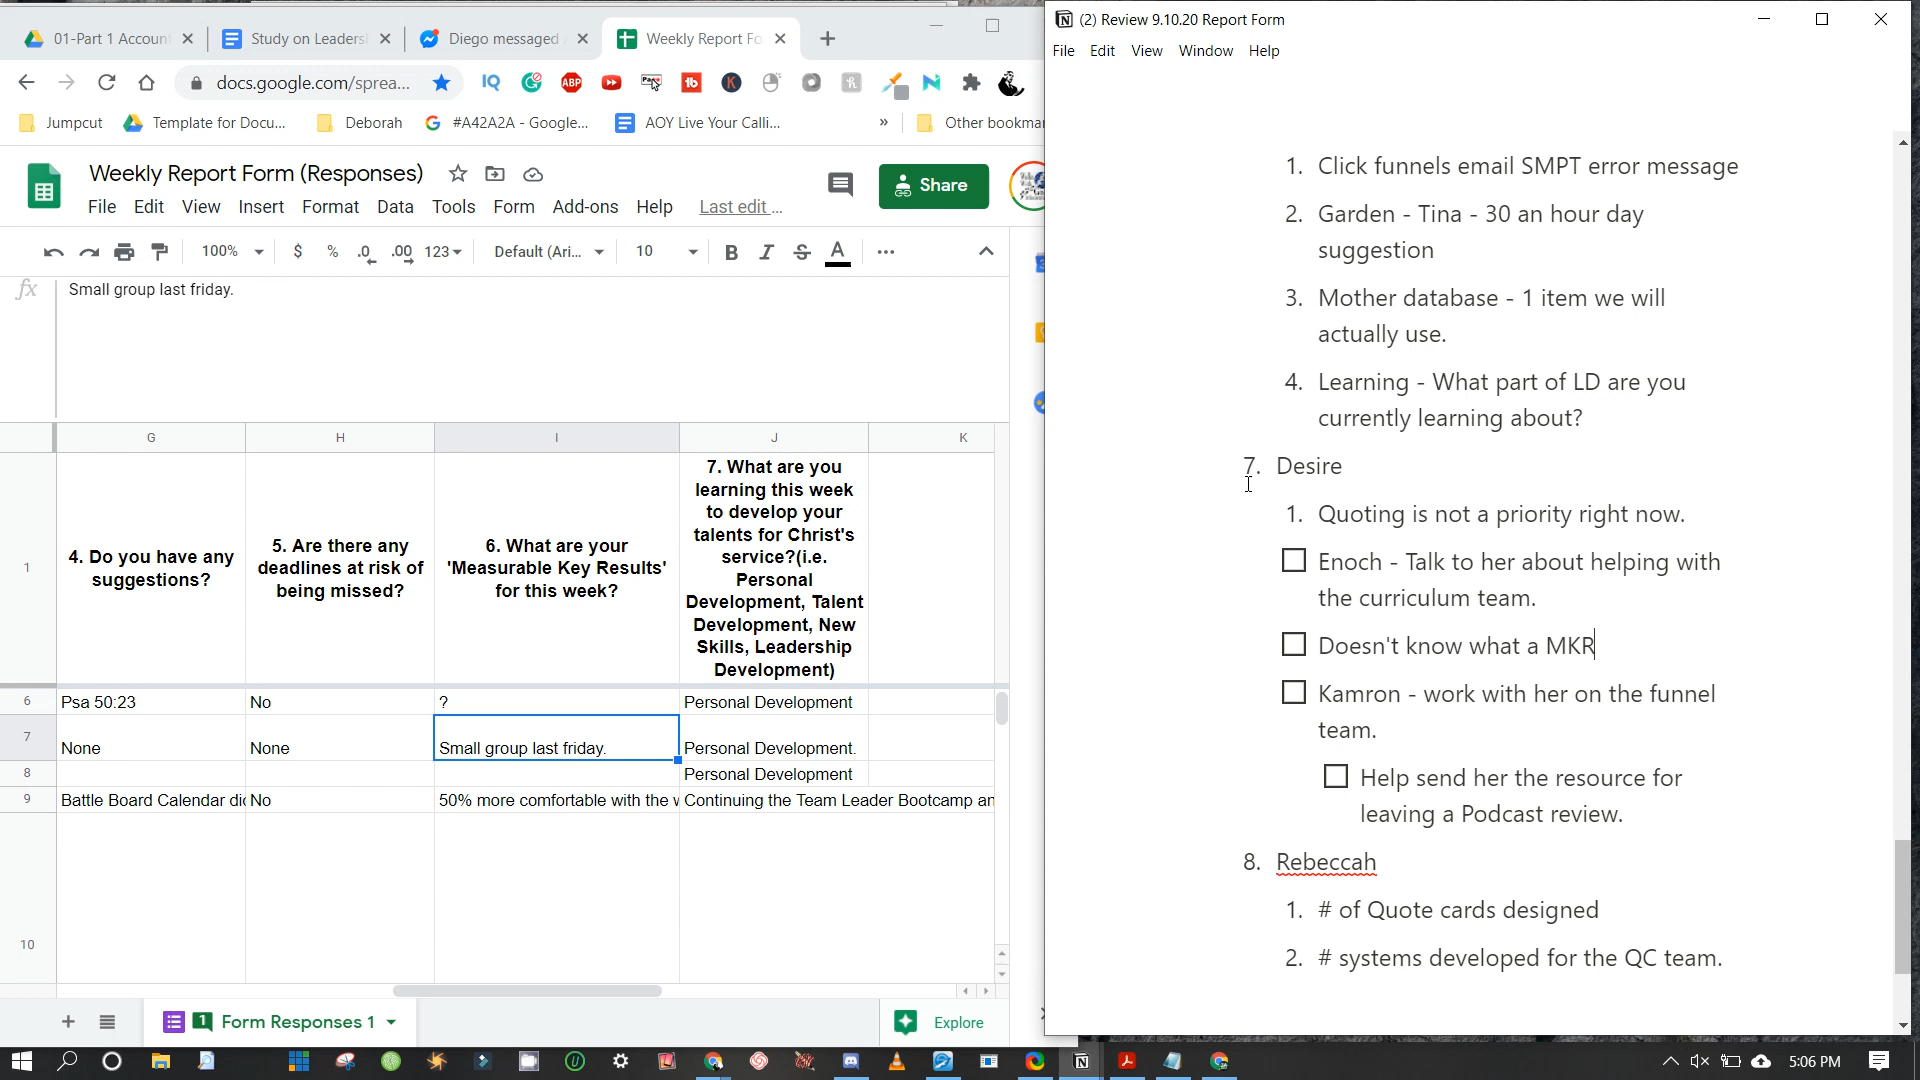 01-Part 1 Accoun
Study on Leaders
Diego messaged
Weekly Report Fo
docs.google.com/sprea...
Jumpcut
Template for Docu...
Deborah
#A42A2A - Google...
AOY Live Your Calli...
»
Other bookmar
Weekly Report Form (Responses)
Share
File Edit View Insert Format Data Tools Form Add-ons Help Last edit ...
100% $ % .0 .00 123 Default (Ari... 10 B I S A
fx Small group last friday.
G H I J K
1
4. Do you have any
suggestions?
5. Are there any
deadlines at risk of
being missed?
6. What are your
'Measurable Key Results'
for this week?
7. What are you
learning this week
to develop your
talents for Christ's
service?(i.e.
Personal
Development, Talent
Development, New
Skills, Leadership
Development)
6 Psa 50:23 No ? Personal Development
7 None None Small group last friday. Personal Development.
8 Personal Development
9 Battle Board Calendar di No 50% more comfortable with the Continuing the Team Leader Bootcamp an
10
1 Form Responses 1
Explore
(2) Review 9.10.20 Report Form
File Edit View Window Help
1. Click funnels email SMPT error message
2. Garden - Tina - 30 an hour day
suggestion
3. Mother database - 1 item we will
actually use.
4. Learning - What part of LD are you
currently learning about?
7. Desire
1. Quoting is not a priority right now.
Enoch - Talk to her about helping with
the curriculum team.
Doesn't know what a MKR
Kamron - work with her on the funnel
team.
Help send her the resource for
leaving a Podcast review.
8. Rebeccah
1. # of Quote cards designed
2. # systems developed for the QC team.
5:06 PM